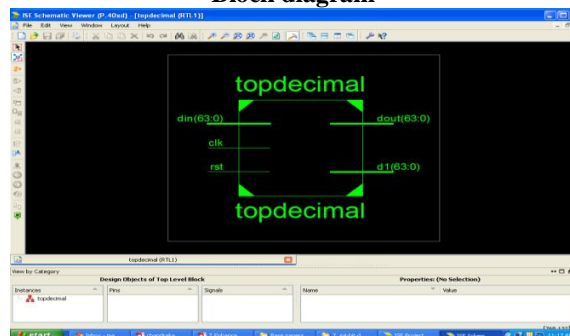 Block diagram
ISE Schematic Viewer (P.40xd) - [topdecimal (RTL1)]
File Edit View Window Layout Help
topdecimal
din(63:0) dout(63:0)
clk
rst d1(63:0)
topdecimal
topdecimal (RTL1)
View by Category
Design Objects of Top Level Block Properties: (No Selection)
Instances Pins Signals Name Value
topdecimal
start